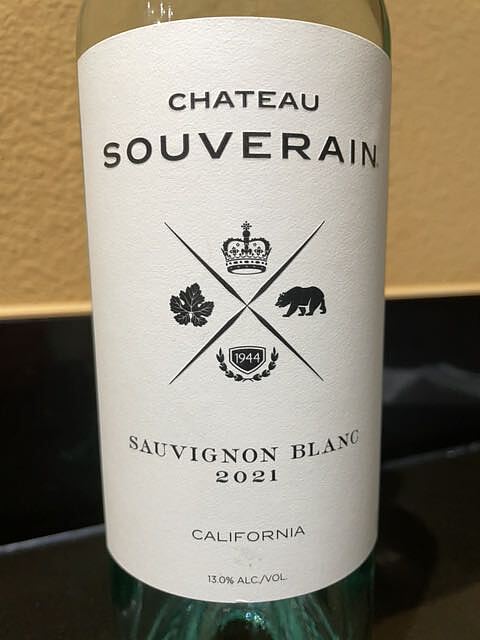 CHATEAU
SOUVERAIN
1944
SAUVIGNON BLANC
2021
CALIFORNIA
13.0% ALC./VOL.